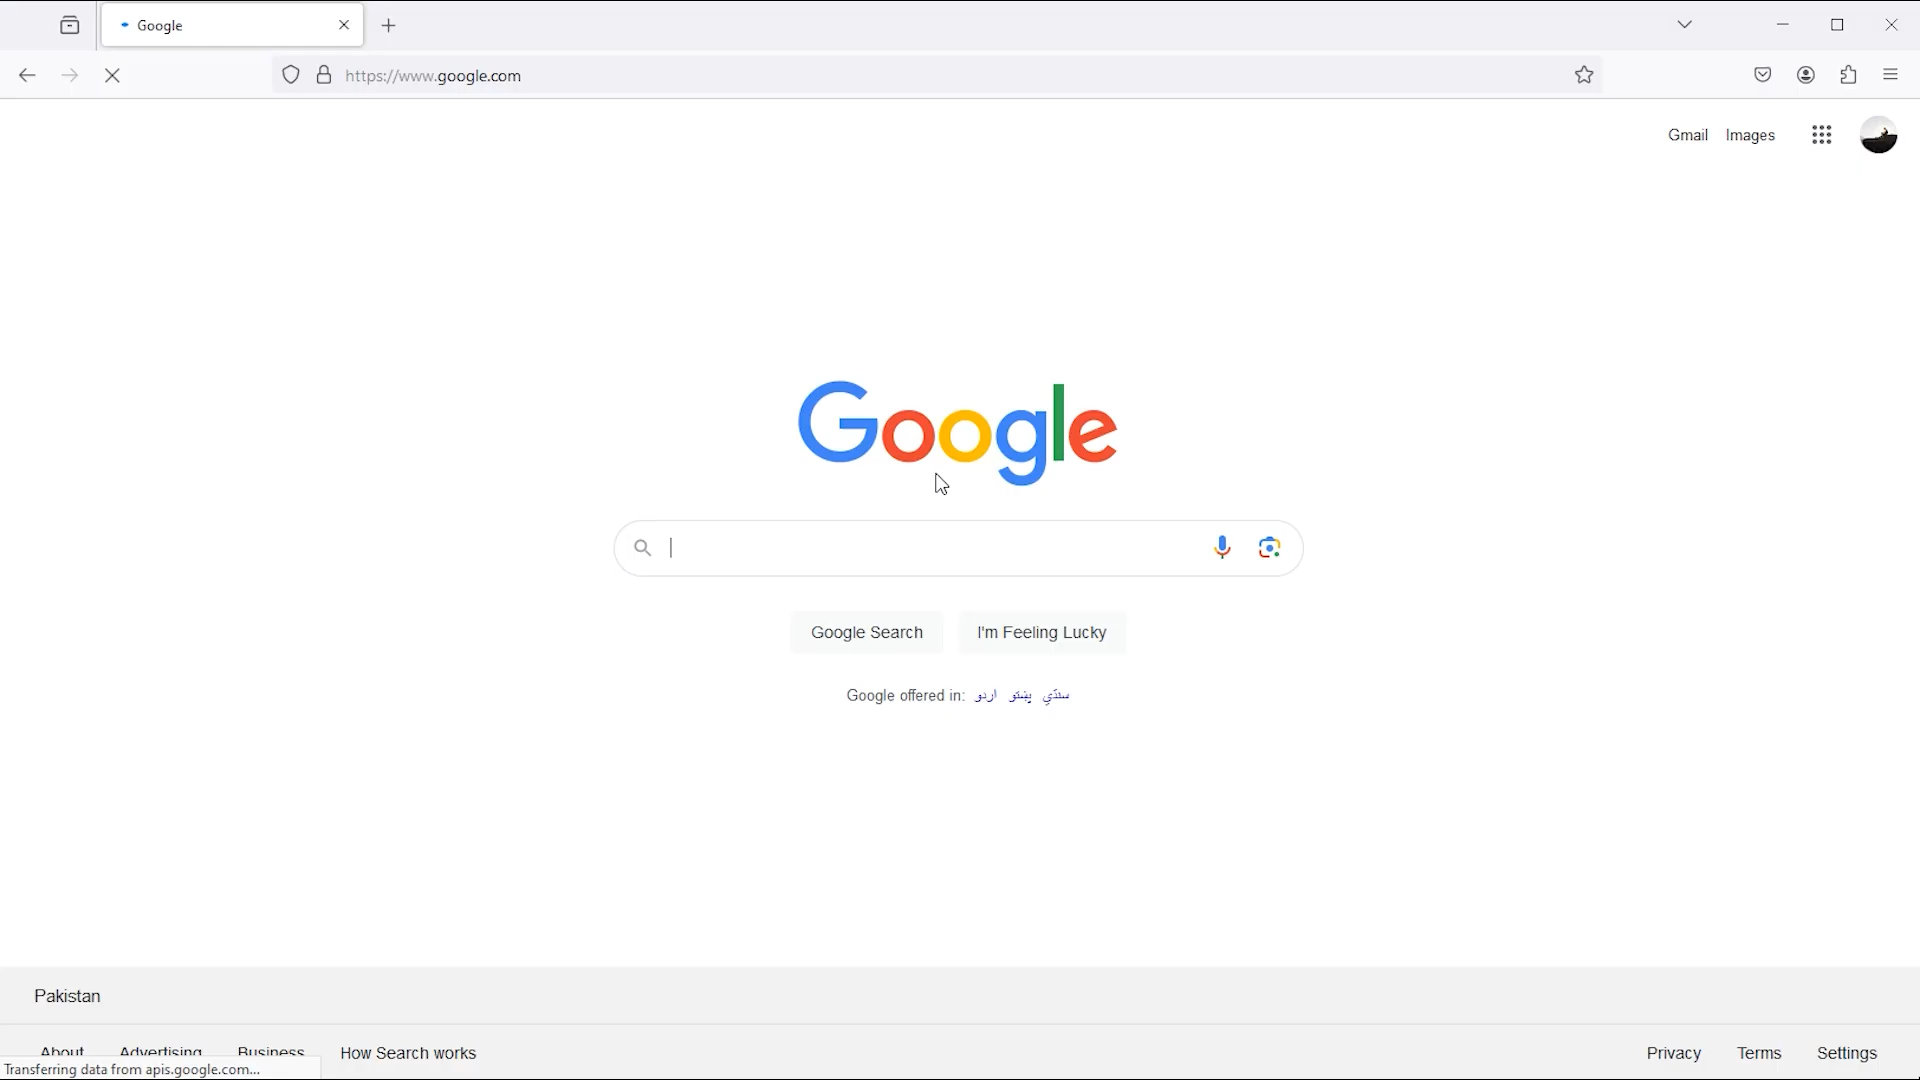 Google
https://www.google.com
Gmail Images
Google
Google Search I'm Feeling Lucky
Google offered in: اردو پښتو سنڌي
Pakistan
About Advertising Business How Search works Privacy Terms Settings
Transferring data from apis.google.com...